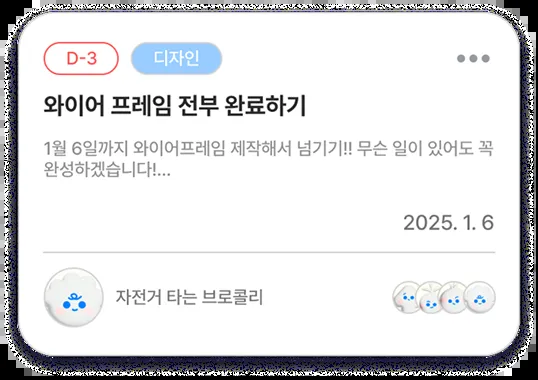 D-3 디자인
와이어 프레임 전부 완료하기
1월 6일까지 와이어프레임 제작해서 넘기기!! 무슨 일이 있어도 꼭
완성하겠습니다!...
2025. 1. 6
자전거 타는 브로콜리